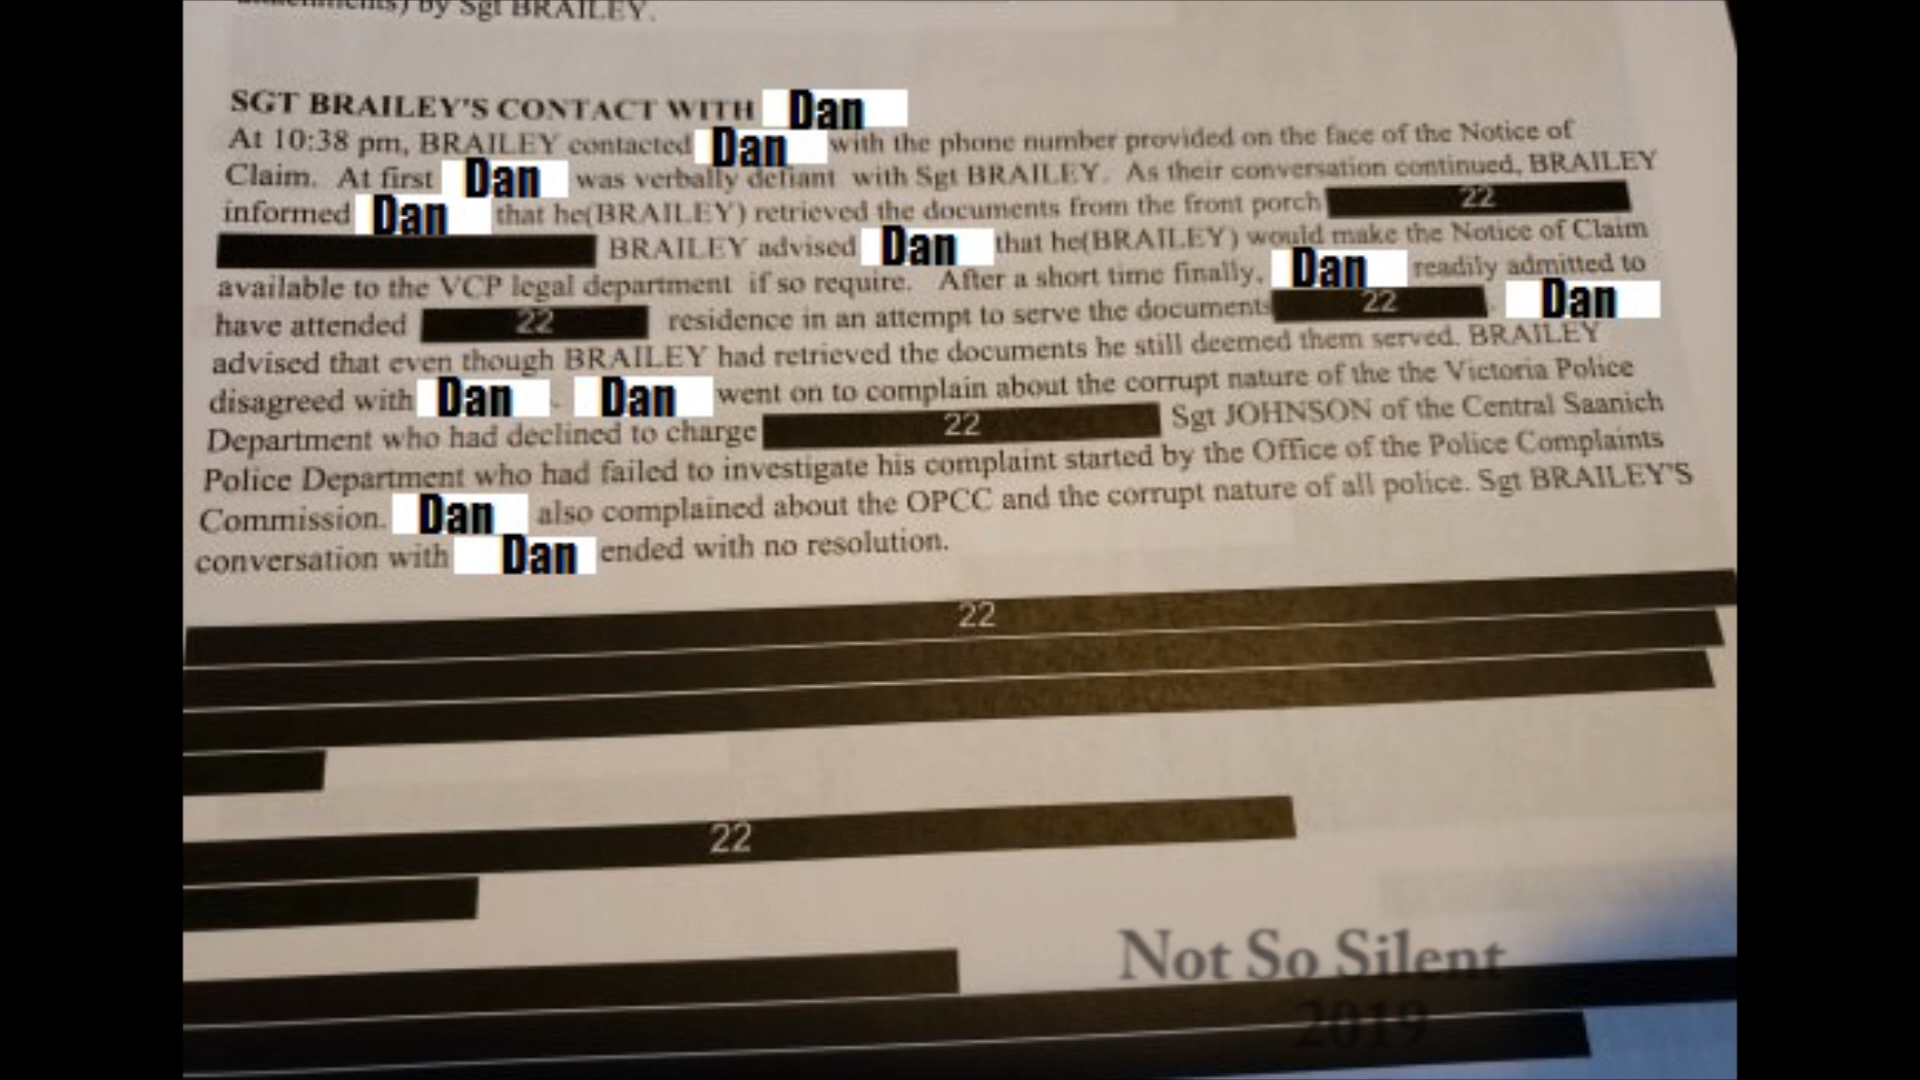 by Sgt BRAILEY.
SGT BRAILEY'S CONTACT WITH Dan
At 10:38 pm, BRAILEY contacted Dan with the phone number provided on the face of the Notice of
Claim. At first Dan was verbally defiant with Sgt BRAILEY. As their conversation continued, BRAILEY
informed Dan that he(BRAILEY) retrieved the documents from the front porch 22
BRAILEY advised Dan that he(BRAILEY) would make the Notice of Claim
available to the VCP legal department if so require. After a short time finally, Dan readily admitted to
have attended 22 residence in an attempt to serve the documents 22 . Dan
advised that even though BRAILEY had retrieved the documents he still deemed them served. BRAILEY
disagreed with Dan . Dan went on to complain about the corrupt nature of the the Victoria Police
Department who had declined to charge 22 Sgt JOHNSON of the Central Saanich
Police Department who had failed to investigate his complaint started by the Office of the Police Complaints
Commission. Dan also complained about the OPCC and the corrupt nature of all police. Sgt BRAILEY'S
conversation with Dan ended with no resolution.
22
22
Not So Silent
2019